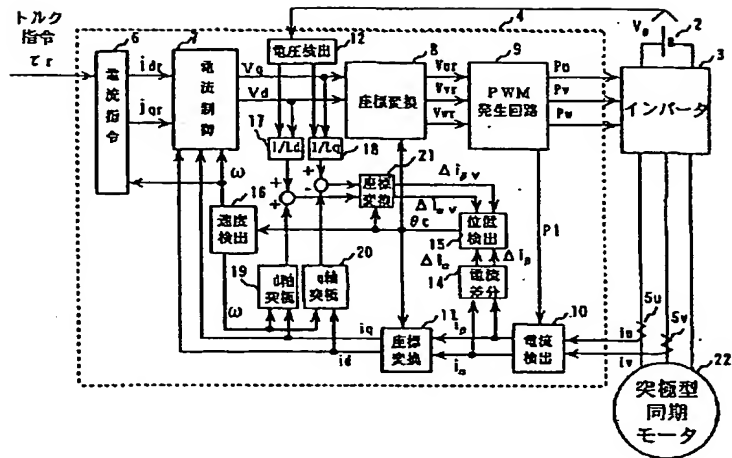 トルク
指令
τr
6
電流指令
idr
iqr
7
電流制御
Vq
Vd
電圧検出
12
4
8
座標変換
Vur
Vvr
Vwr
9
PWM
発生回路
Pu
Pv
Pw
VB
2
3
インバータ
17
1/Ld
1/Lq
18
+
+
+
-
21
座標
変換
Δiβv
Δiαv
ω
16
速度
検出
θc
位置
検出
15
P1
19
d軸
突極
q軸
突極
20
Δiα
Δiβ
14
電流
差分
ω
iq
id
11
座標
変換
iβ
iα
10
電流
検出
5u
5v
iu
iv
22
突極型
同期
モータ